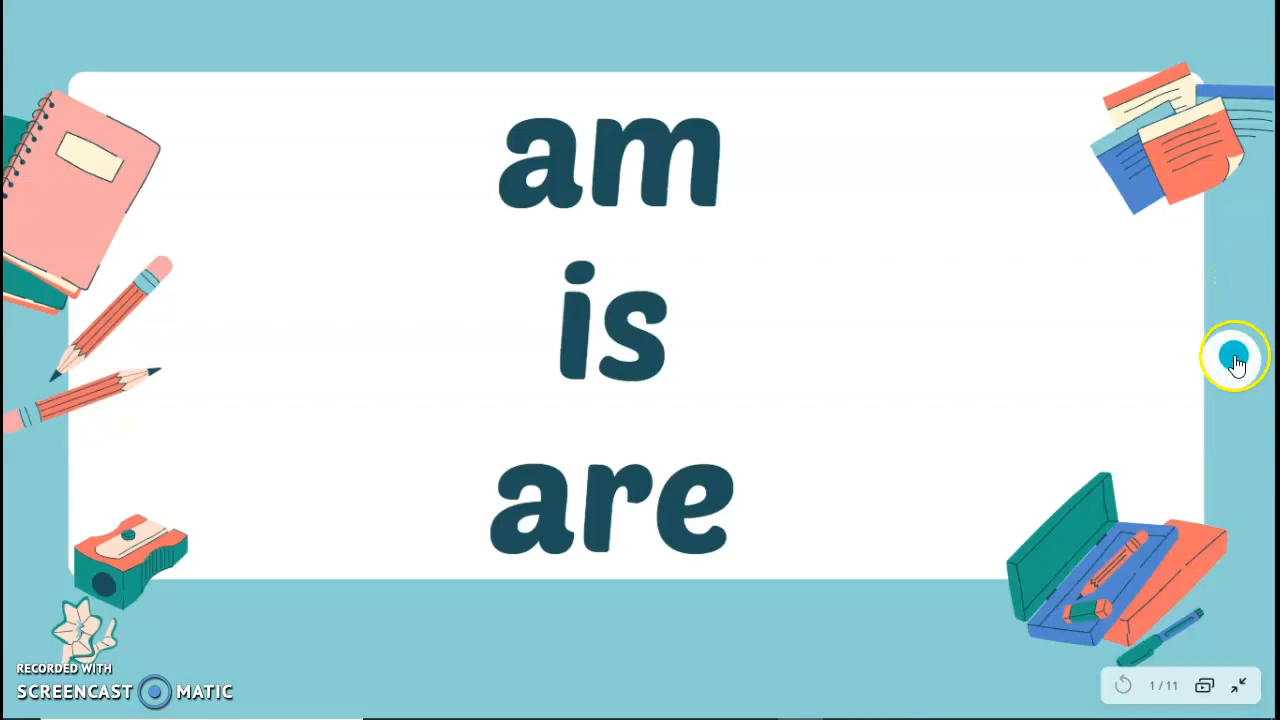 am
is
are
RECORDED WITH
SCREENCAST MATIC
1 / 11